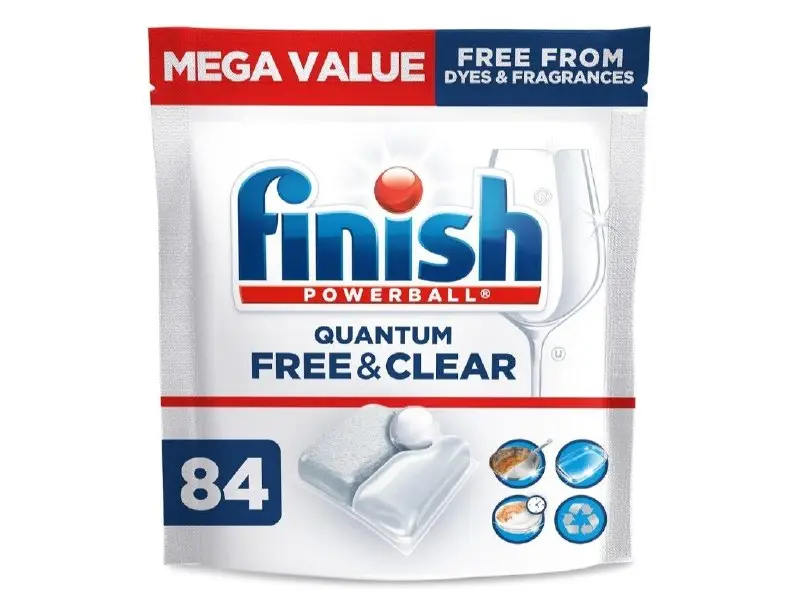 MEGA VALUE
FREE FROM
DYES & FRAGRANCES
finish
POWERBALL®
QUANTUM
FREE & CLEAR
84
U